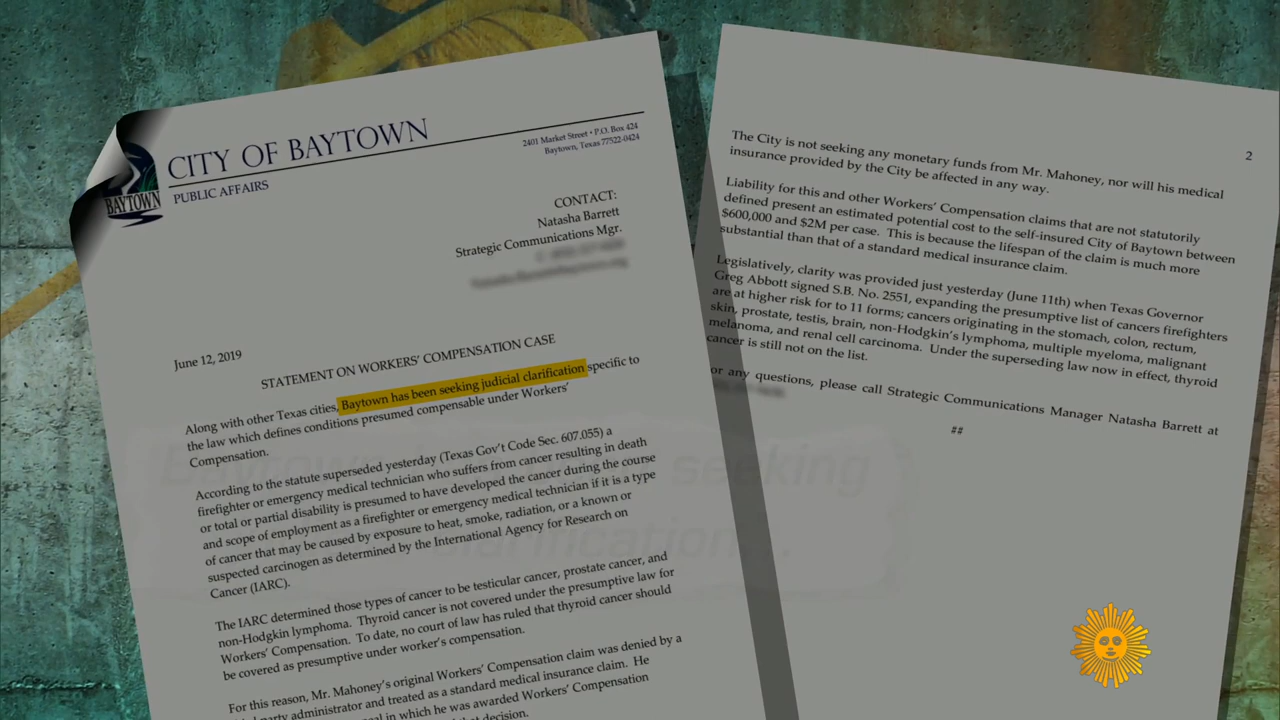 CITY OF BAYTOWN
PUBLIC AFFAIRS
BAYTOWN
2401 Market Street • P.O. Box 424
Baytown, Texas 77522-0424
CONTACT:
Natasha Barrett
Strategic Communications Mgr.
June 12, 2019
STATEMENT ON WORKERS' COMPENSATION CASE
Along with other Texas cities, Baytown has been seeking judicial clarification specific to
the law which defines conditions presumed compensable under Workers'
Compensation.
According to the statute superseded yesterday (Texas Gov't Code Sec. 607.055) a
firefighter or emergency medical technician who suffers from cancer resulting in death
or total or partial disability is presumed to have developed the cancer during the course
and scope of employment as a firefighter or emergency medical technician if it is a type
of cancer that may be caused by exposure to heat, smoke, radiation, or a known or
suspected carcinogen as determined by the International Agency for Research on
Cancer (IARC).
The IARC determined those types of cancer to be testicular cancer, prostate cancer, and
non-Hodgkin lymphoma. Thyroid cancer is not covered under the presumptive law for
Workers' Compensation. To date, no court of law has ruled that thyroid cancer should
be covered as presumptive under worker's compensation.
For this reason, Mr. Mahoney's original Workers' Compensation claim was denied by a
party administrator and treated as a standard medical insurance claim. He
in which he was awarded Workers' Compensation
that decision.
2
The City is not seeking any monetary funds from Mr. Mahoney, nor will his medical
insurance provided by the City be affected in any way.
Liability for this and other Workers' Compensation claims that are not statutorily
defined present an estimated potential cost to the self-insured City of Baytown between
$600,000 and $2M per case. This is because the lifespan of the claim is much more
substantial than that of a standard medical insurance claim.
Legislatively, clarity was provided just yesterday (June 11th) when Texas Governor
Greg Abbott signed S.B. No. 2551, expanding the presumptive list of cancers firefighters
are at higher risk for to 11 forms; cancers originating in the stomach, colon, rectum,
skin, prostate, testis, brain, non-Hodgkin's lymphoma, multiple myeloma, malignant
melanoma, and renal cell carcinoma. Under the superseding law now in effect, thyroid
cancer is still not on the list.
or any questions, please call Strategic Communications Manager Natasha Barrett at
##